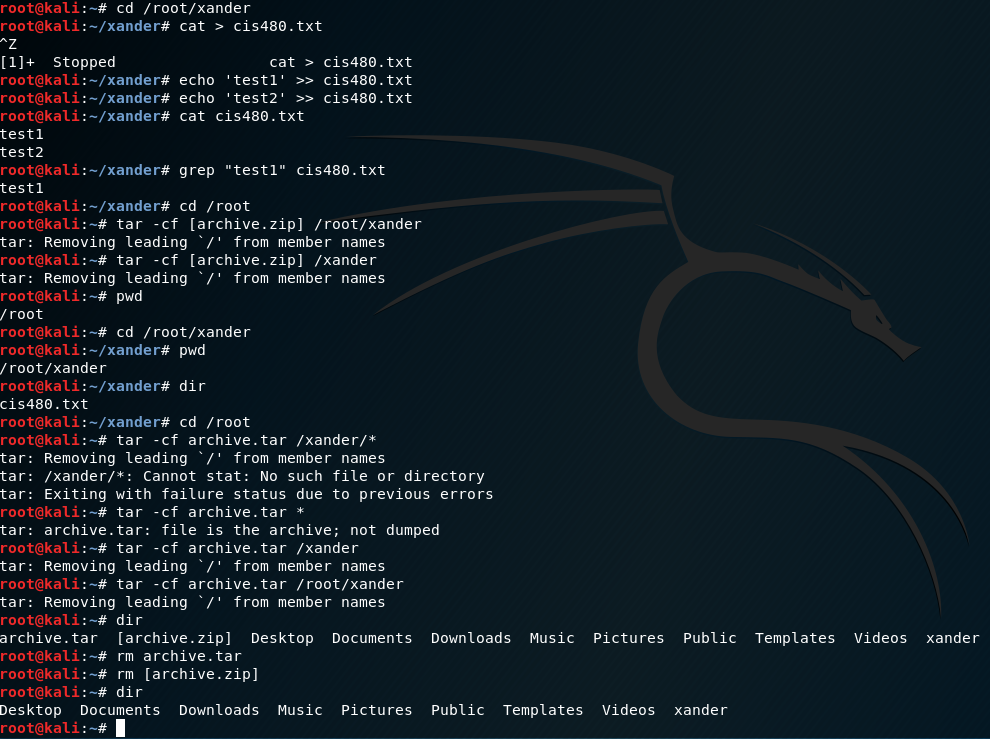 root@kali:~# cd /root/xander
root@kali:~/xander# cat > cis480.txt
^Z
[1]+  Stopped                 cat > cis480.txt
root@kali:~/xander# echo 'test1' >> cis480.txt
root@kali:~/xander# echo 'test2' >> cis480.txt
root@kali:~/xander# cat cis480.txt
test1
test2
root@kali:~/xander# grep "test1" cis480.txt
test1
root@kali:~/xander# cd /root
root@kali:~# tar -cf [archive.zip] /root/xander
tar: Removing leading `/' from member names
root@kali:~# tar -cf [archive.zip] /xander
tar: Removing leading `/' from member names
root@kali:~# pwd
/root
root@kali:~# cd /root/xander
root@kali:~/xander# pwd
/root/xander
root@kali:~/xander# dir
cis480.txt
root@kali:~/xander# cd /root
root@kali:~# tar -cf archive.tar /xander/*
tar: Removing leading `/' from member names
tar: /xander/*: Cannot stat: No such file or directory
tar: Exiting with failure status due to previous errors
root@kali:~# tar -cf archive.tar *
tar: archive.tar: file is the archive; not dumped
root@kali:~# tar -cf archive.tar /xander
tar: Removing leading `/' from member names
root@kali:~# tar -cf archive.tar /root/xander
tar: Removing leading `/' from member names
root@kali:~# dir
archive.tar  [archive.zip]  Desktop  Documents  Downloads  Music  Pictures  Public  Templates  Videos  xander
root@kali:~# rm archive.tar
root@kali:~# rm [archive.zip]
root@kali:~# dir
Desktop  Documents  Downloads  Music  Pictures  Public  Templates  Videos  xander
root@kali:~#